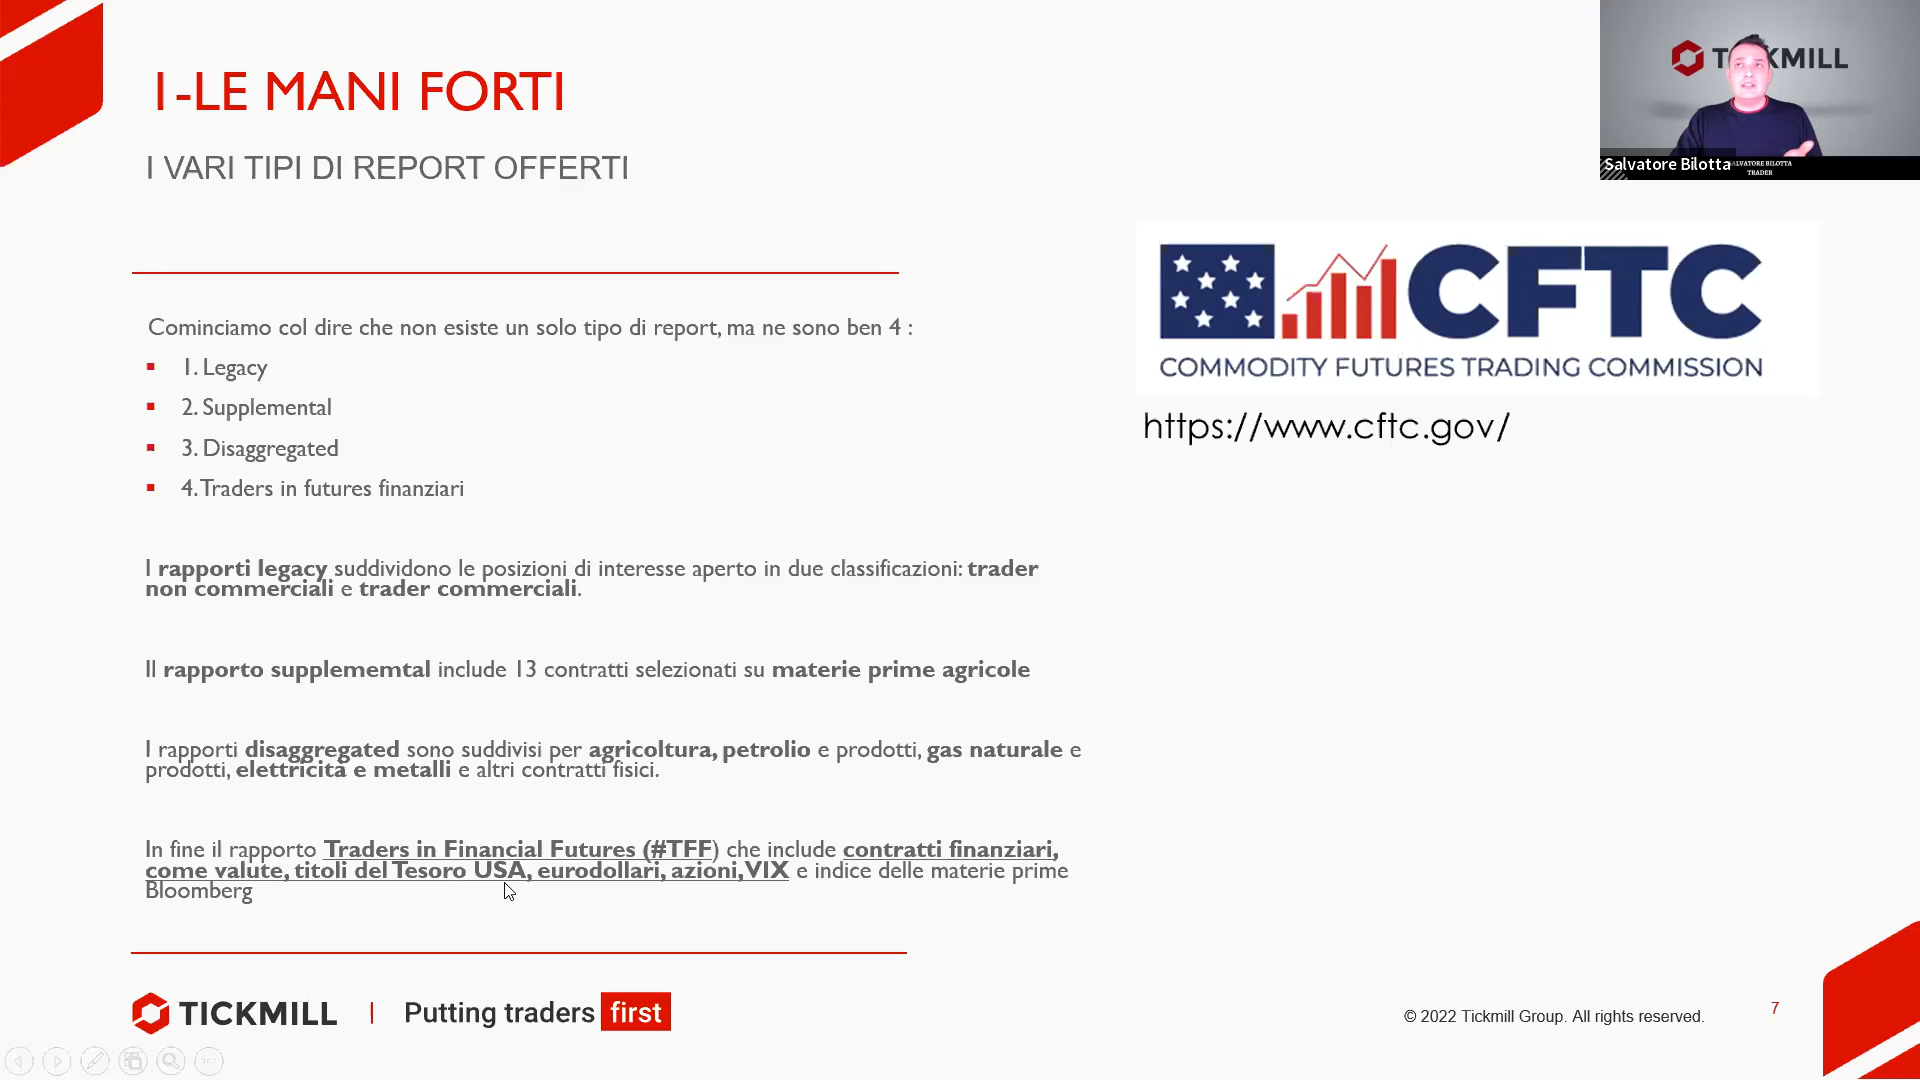 1-LE MANI FORTI
I VARI TIPI DI REPORT OFFERTI
TICKMILL
Salvatore Bilotta
SALVATORE BILOTTA
TRADER
CFTC
COMMODITY FUTURES TRADING COMMISSION
https://www.cftc.gov/
Cominciamo col dire che non esiste un solo tipo di report, ma ne sono ben 4 :
1. Legacy
2. Supplemental
3. Disaggregated
4. Traders in futures finanziari
I rapporti legacy suddividono le posizioni di interesse aperto in due classificazioni: trader
non commerciali e trader commerciali.
Il rapporto supplememtal include 13 contratti selezionati su materie prime agricole
I rapporti disaggregated sono suddivisi per agricoltura, petrolio e prodotti, gas naturale e
prodotti, elettricità e metalli e altri contratti fisici.
In fine il rapporto Traders in Financial Futures (#TFF) che include contratti finanziari,
come valute, titoli del Tesoro USA, eurodollari, azioni, VIX e indice delle materie prime
Bloomberg
TICKMILL | Putting traders first
© 2022 Tickmill Group. All rights reserved.
7